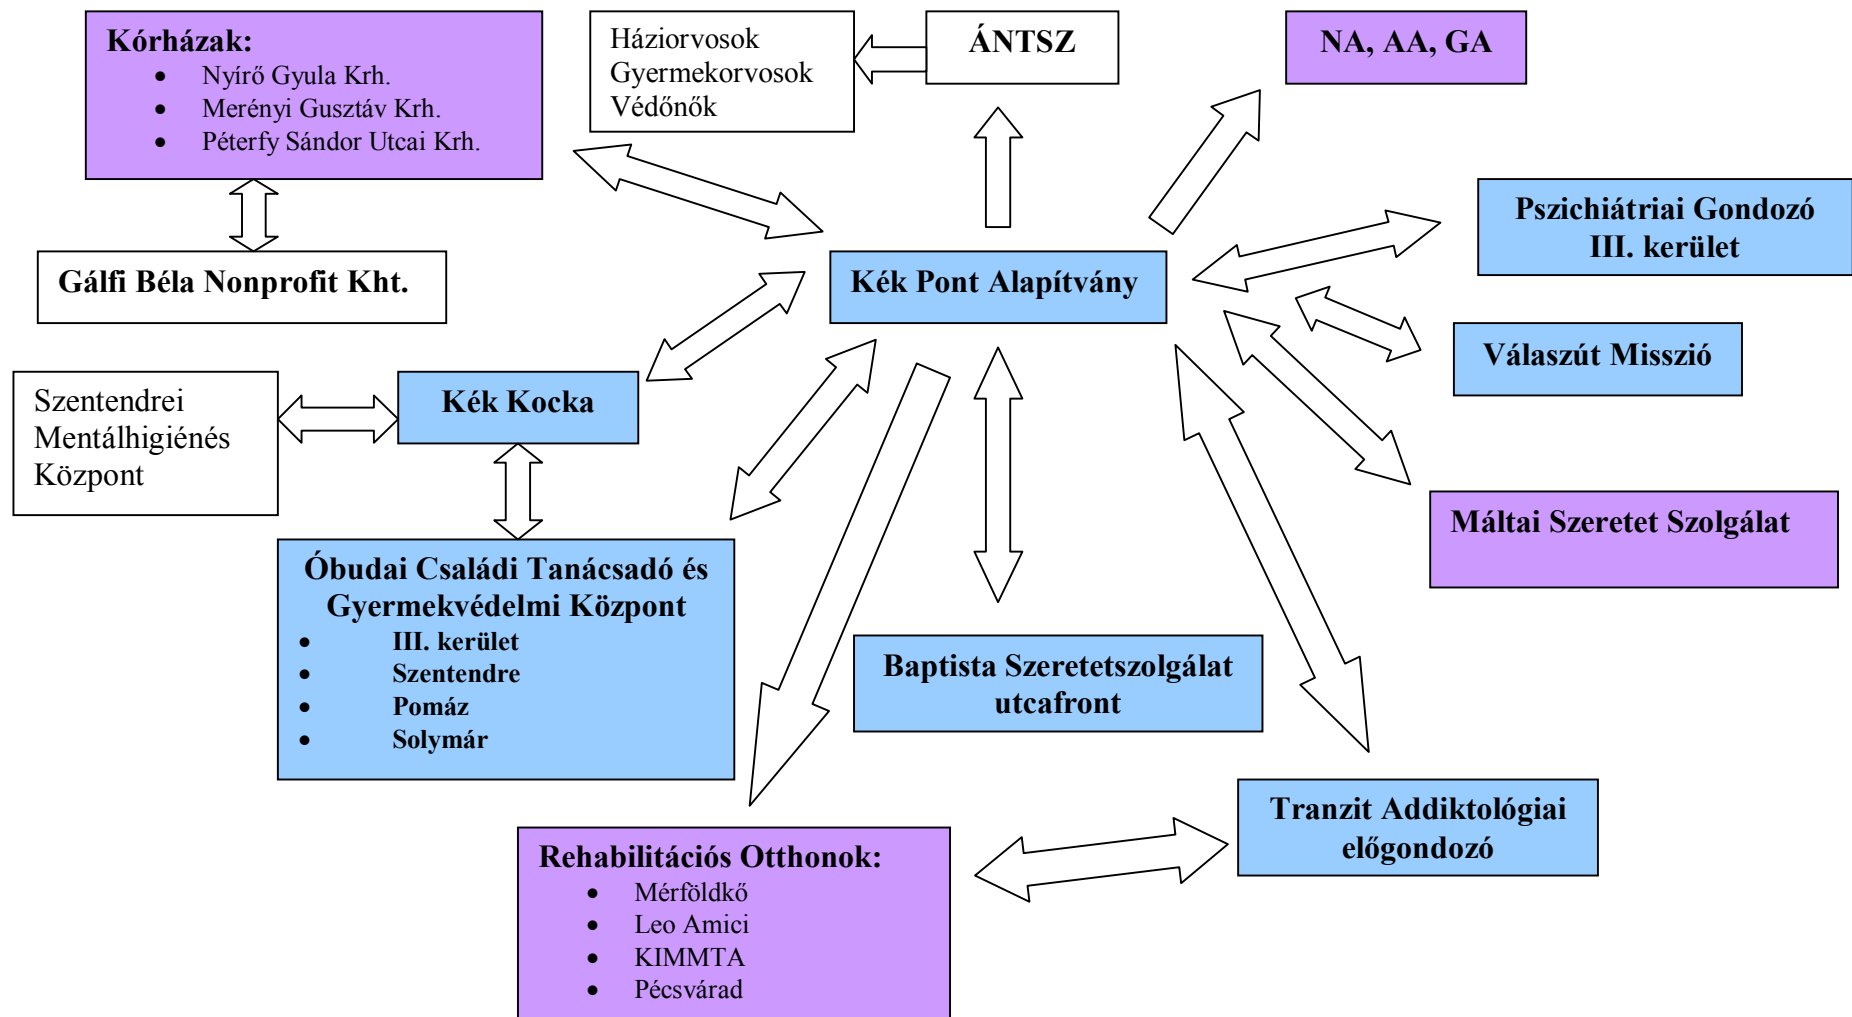 Kórházak:
• Nyírő Gyula Krh.
• Merényi Gusztáv Krh.
• Péterfy Sándor Utcai Krh.
Háziorvosok
Gyermekorvosok
Védőnők
ÁNTSZ
NA, AA, GA
Pszichiátriai Gondozó
III. kerület
Gálfi Béla Nonprofit Kht.
Kék Pont Alapítvány
Válaszút Misszió
Szentendrei
Mentálhigiénés
Központ
Kék Kocka
Máltai Szeretet Szolgálat
Óbudai Családi Tanácsadó és
Gyermekvédelmi Központ
• III. kerület
• Szentendre
• Pomáz
• Solymár
Baptista Szeretetszolgálat
utcafront
Tranzit Addiktológiai
előgondozó
Rehabilitációs Otthonok:
• Mérföldkő
• Leo Amici
• KIMMTA
• Pécsvárad